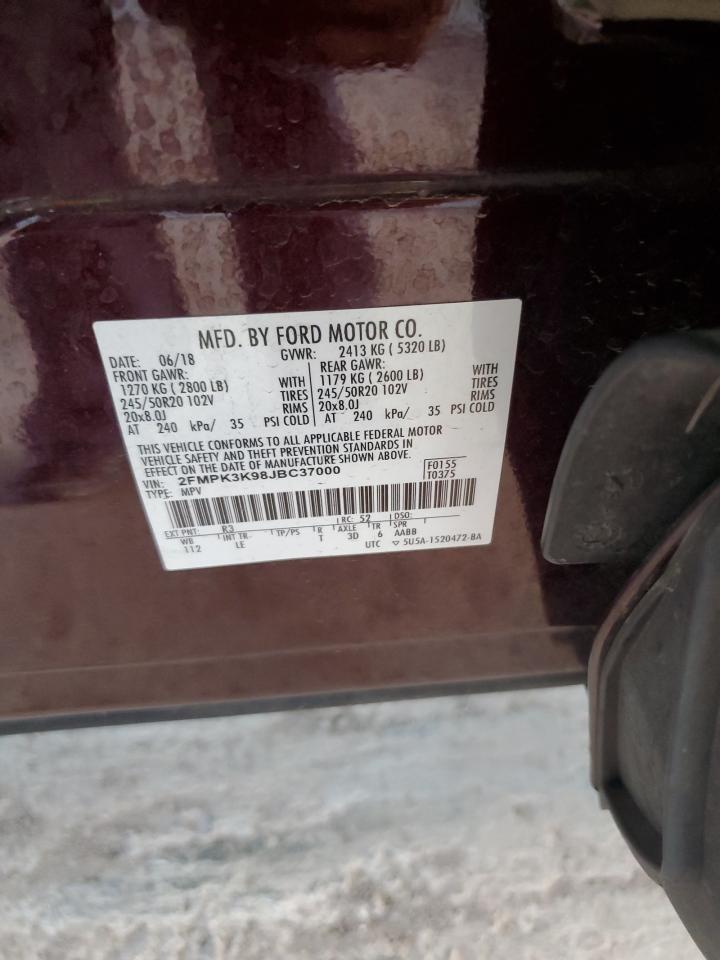 MFD. BY FORD MOTOR CO.
DATE: 06/18 GVWR: 2413 KG ( 5320 LB)
FRONT GAWR: REAR GAWR:
1270 KG ( 2800 LB) WITH 1179 KG ( 2600 LB) WITH
245/50R20 102V TIRES 245/50R20 102V TIRES
20x8.0J RIMS 20x8.0J RIMS
AT 240 kPa/ 35 PSI COLD AT 240 kPa/ 35 PSI COLD
THIS VEHICLE CONFORMS TO ALL APPLICABLE FEDERAL MOTOR
VEHICLE SAFETY AND THEFT PREVENTION STANDARDS IN
EFFECT ON THE DATE OF MANUFACTURE SHOWN ABOVE.
VIN: 2FMPK3K98JBC37000 F0155
TYPE: MPV T0375
EXT PNT: R3 RC: 52 DSO:
WB INT TR TP/PS R AXLE TR SPR
112 LE T 3D 6 AABB
UTC ▽ 5U5A-1520472-BA